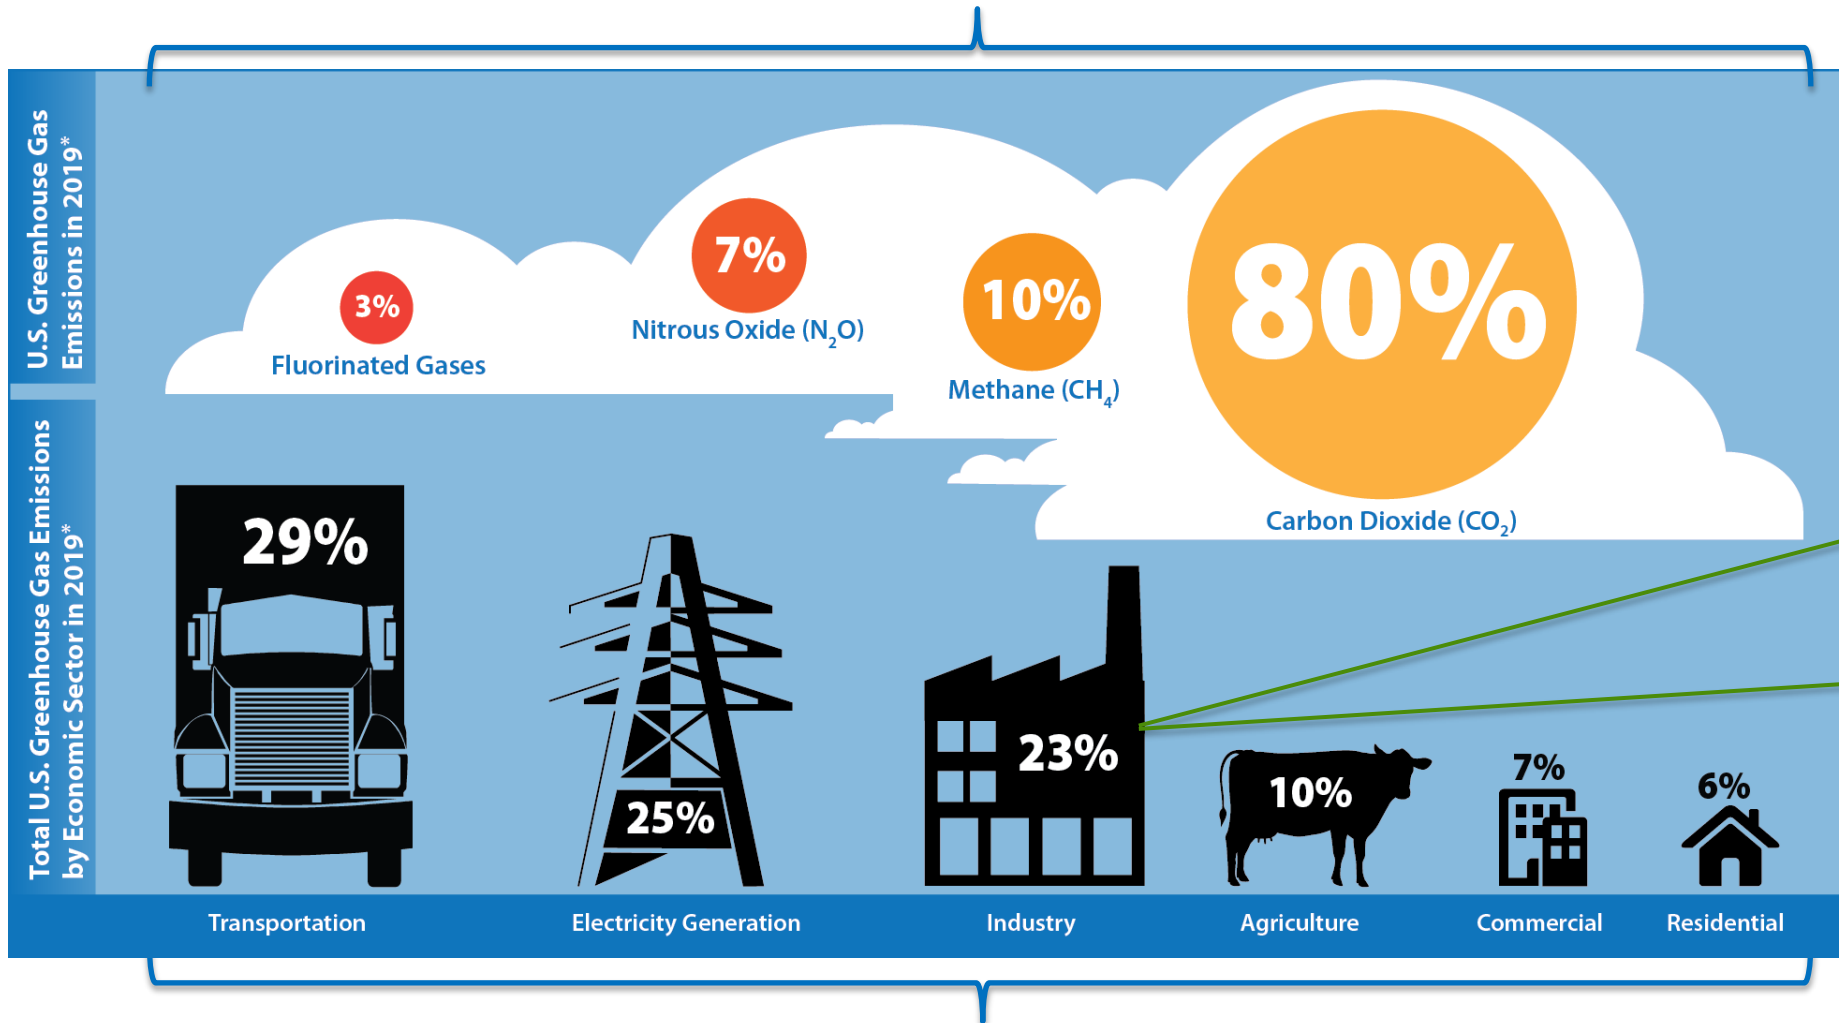 U.S. Greenhouse Gas
Emissions in 2019*
3%
Fluorinated Gases
7%
Nitrous Oxide (N₂O)
10%
Methane (CH₄)
80%
Carbon Dioxide (CO₂)
Total U.S. Greenhouse Gas Emissions
by Economic Sector in 2019*
29%
25%
23%
10%
7%
6%
Transportation
Electricity Generation
Industry
Agriculture
Commercial
Residential